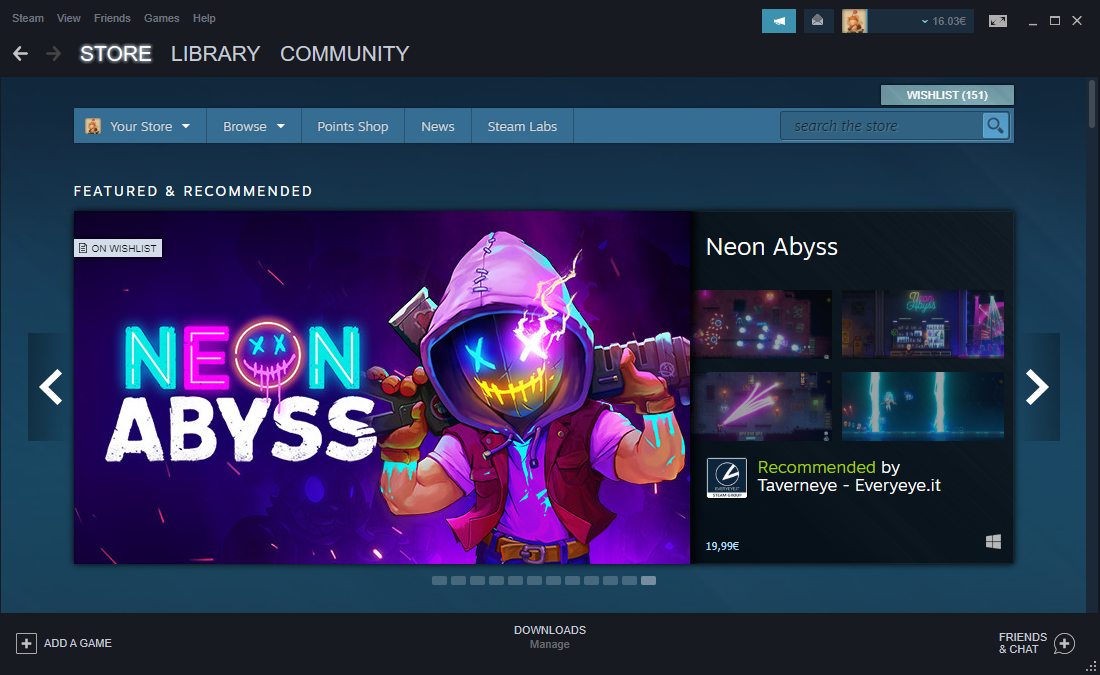 Steam View Friends Games Help
16.03€
STORE LIBRARY COMMUNITY
WISHLIST (151)
Your Store Browse Points Shop News Steam Labs search the store
FEATURED & RECOMMENDED
ON WISHLIST
NEON
ABYSS
Neon Abyss
Neon
Abyss
EVERYEYE.IT
STEAM GROUP
Recommended by
Taverneye - Everyeye.it
19,99€
ADD A GAME
DOWNLOADS
Manage
FRIENDS
& CHAT